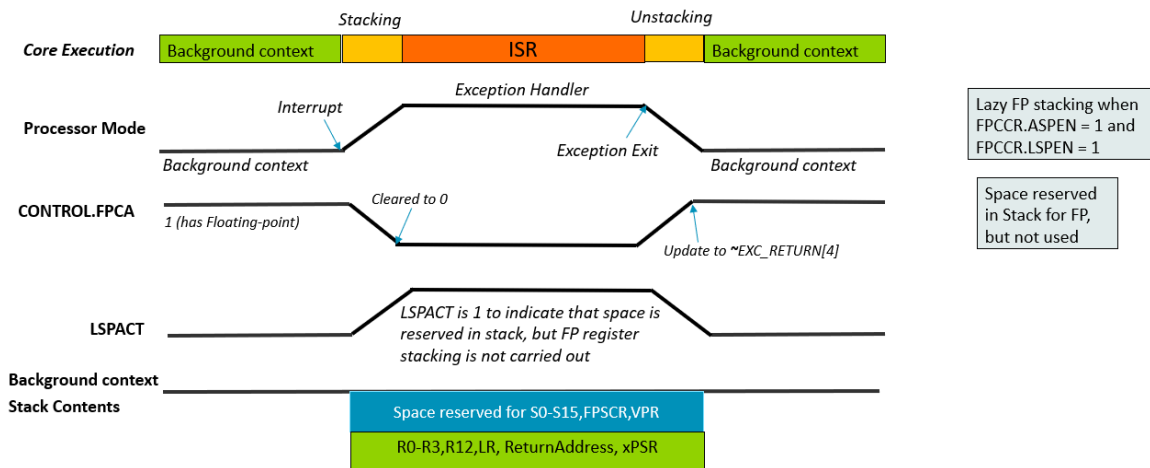 Stacking
Unstacking
Core Execution
Background context
ISR
Background context
Interrupt
Exception Handler
Processor Mode
Exception Exit
Background context
Background context
Lazy FP stacking when
FPCCR.ASPEN = 1 and
FPCCR.LSPEN = 1
CONTROL.FPCA
1 (has Floating-point)
Cleared to 0
Update to ~EXC_RETURN[4]
Space reserved
in Stack for FP,
but not used
LSPACT
LSPACT is 1 to indicate that space is
reserved in stack, but FP register
stacking is not carried out
Background context
Stack Contents
Space reserved for S0-S15,FPSCR,VPR
R0-R3,R12,LR, ReturnAddress, xPSR